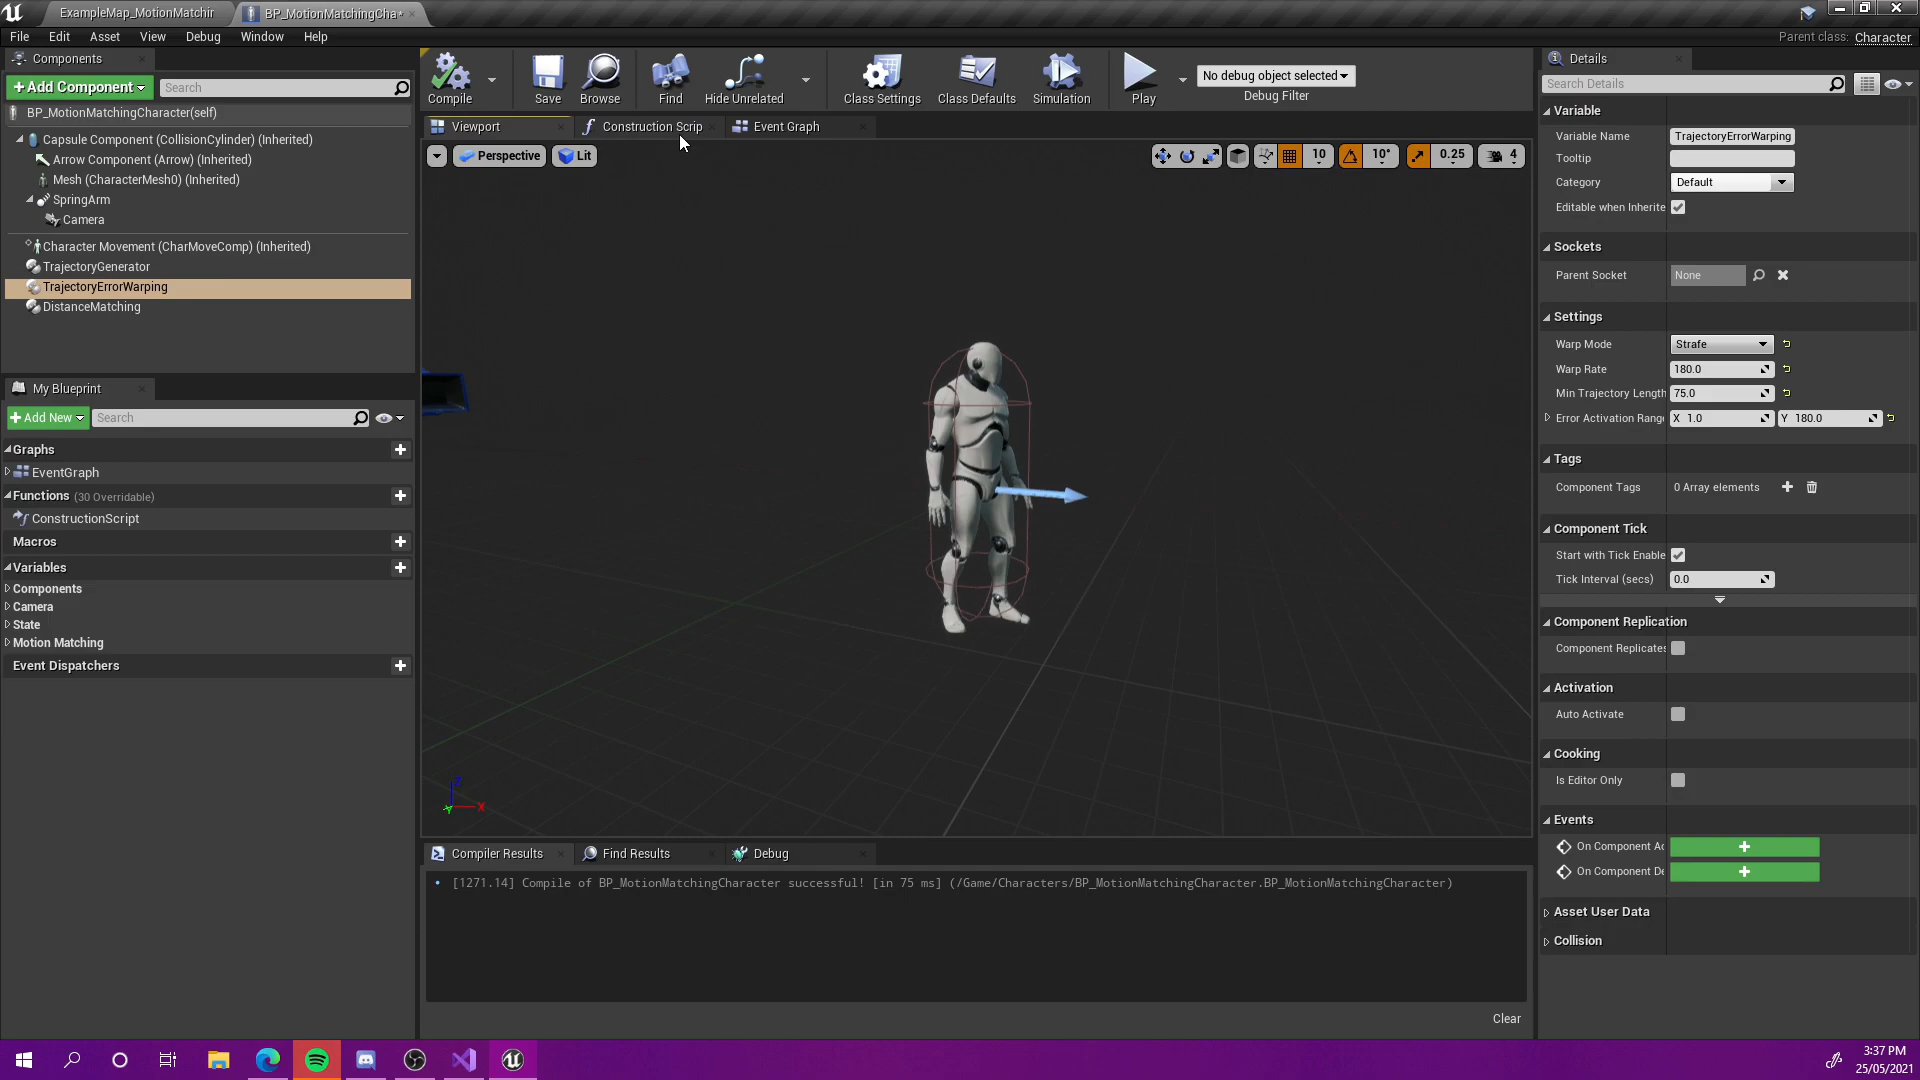 ExampleMap_MotionMatchir
BP_MotionMatchingCha*
File Edit Asset View Debug Window Help
Parent class: Character
Components
+ Add Component
Search
BP_MotionMatchingCharacter(self)
Capsule Component (CollisionCylinder) (Inherited)
Arrow Component (Arrow) (Inherited)
Mesh (CharacterMesh0) (Inherited)
SpringArm
Camera
Character Movement (CharMoveComp) (Inherited)
TrajectoryGenerator
TrajectoryErrorWarping
DistanceMatching
My Blueprint
+ Add New
Search
Graphs
EventGraph
Functions (30 Overridable)
ConstructionScript
Macros
Variables
Components
Camera
State
Motion Matching
Event Dispatchers
Compile Save Browse Find Hide Unrelated Class Settings Class Defaults Simulation Play
No debug object selected
Debug Filter
Viewport Construction Scrip Event Graph
Perspective Lit
10 10° 0.25 4
Z
X
Y
Compiler Results Find Results Debug
[1271.14] Compile of BP_MotionMatchingCharacter successful! [in 75 ms] (/Game/Characters/BP_MotionMatchingCharacter.BP_MotionMatchingCharacter)
Clear
Details
Search Details
Variable
Variable Name TrajectoryErrorWarping
Tooltip
Category Default
Editable when Inherite
Sockets
Parent Socket None
Settings
Warp Mode Strafe
Warp Rate 180.0
Min Trajectory Length 75.0
Error Activation Rang X 1.0 Y 180.0
Tags
Component Tags 0 Array elements
Component Tick
Start with Tick Enable
Tick Interval (secs) 0.0
Component Replication
Component Replicates
Activation
Auto Activate
Cooking
Is Editor Only
Events
On Component Ac
On Component De
Asset User Data
Collision
3:37 PM
25/05/2021